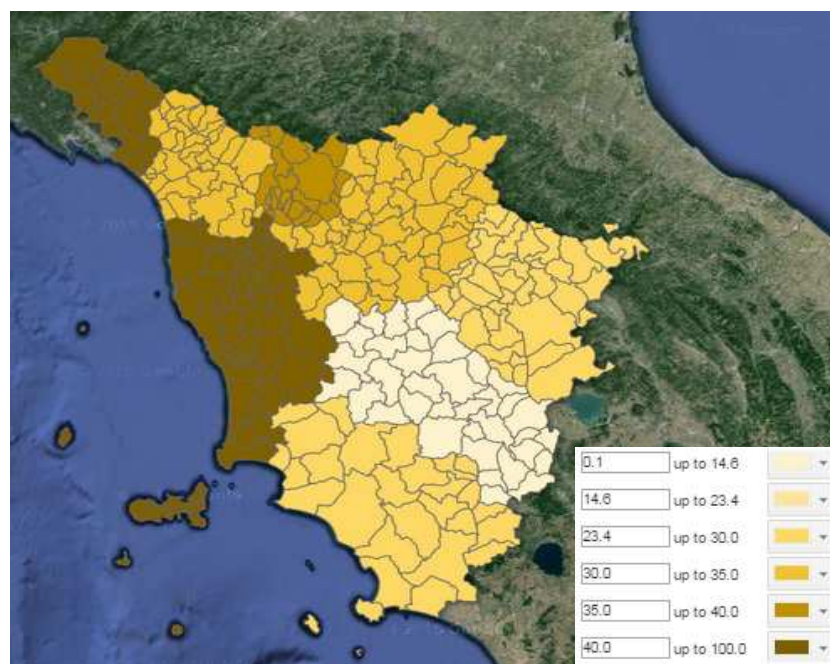 0.1 up to 14.6
14.6 up to 23.4
23.4 up to 30.0
30.0 up to 35.0
35.0 up to 40.0
40.0 up to 100.0